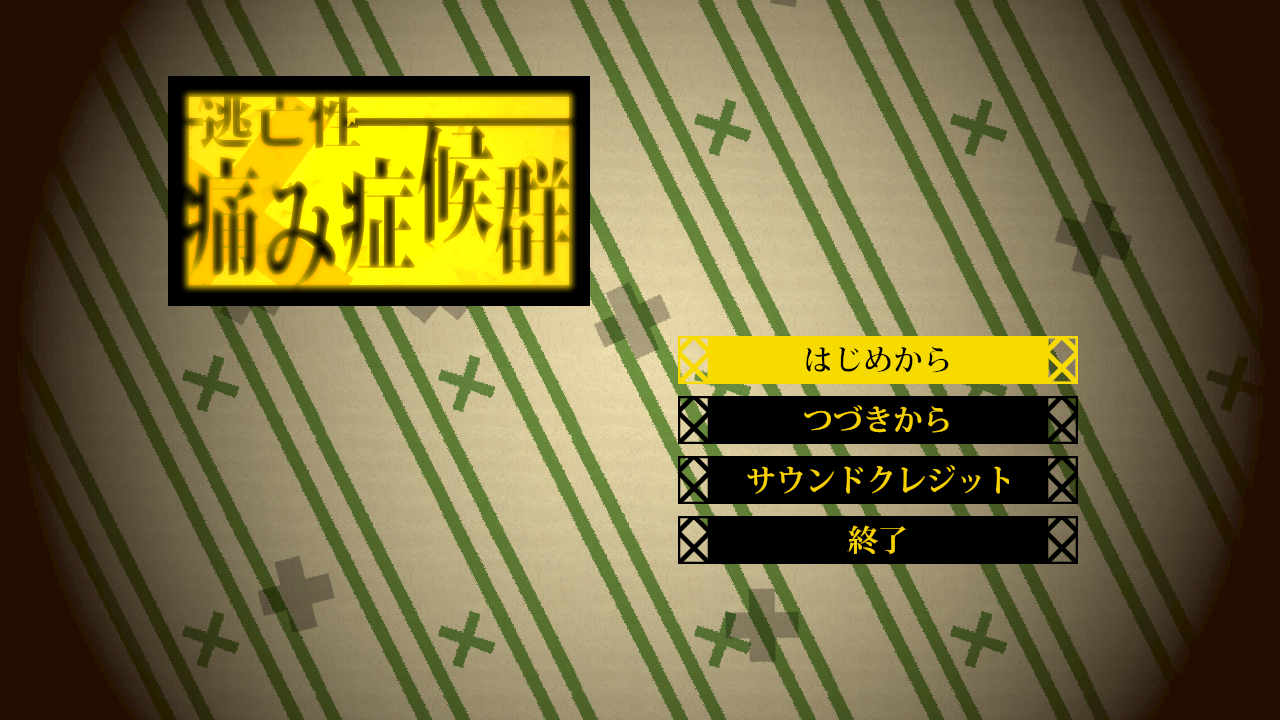 逃亡性
痛み症候群
はじめから
つづきから
サウンドクレジット
終了